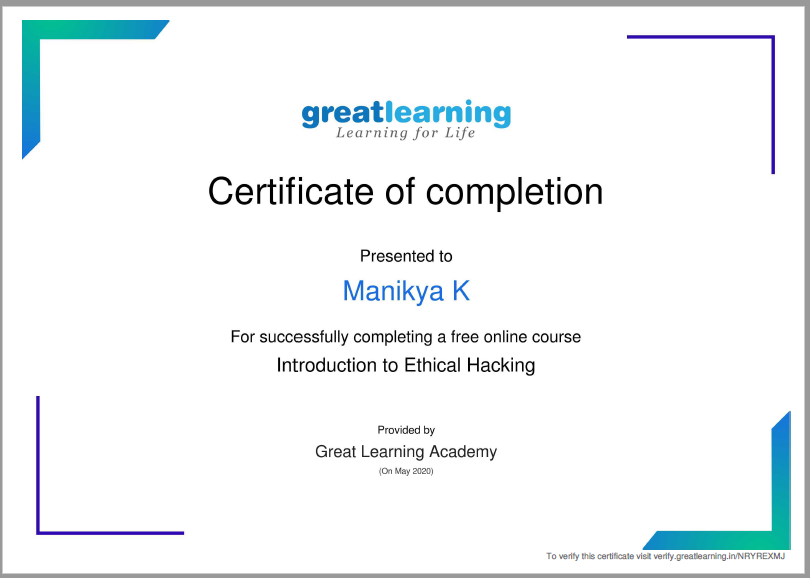 greatlearning
Learning for Life
Certificate of completion
Presented to
Manikya K
For successfully completing a free online course
Introduction to Ethical Hacking
Provided by
Great Learning Academy
(On May 2020)
To verify this certificate visit verify.greatlearning.in/NRYREXMJ